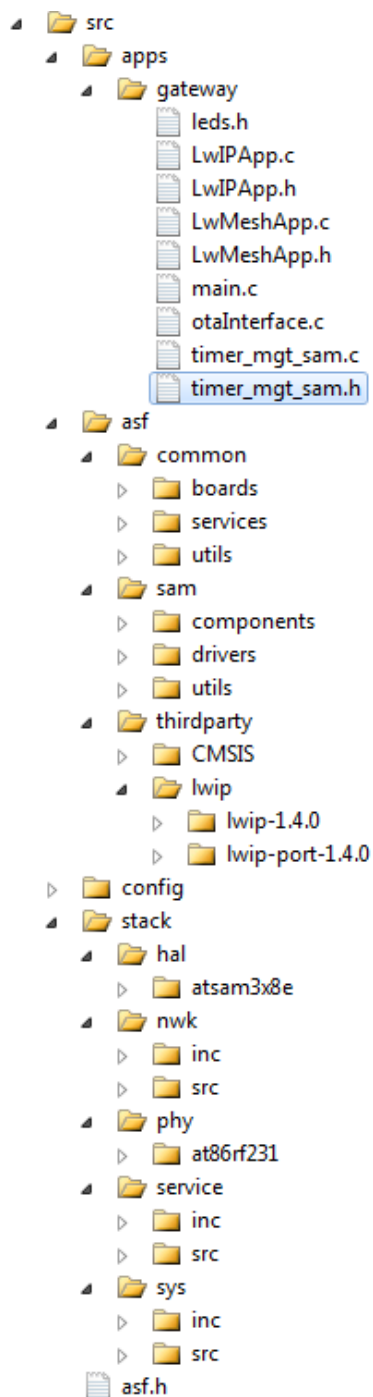 src
apps
gateway
leds.h
LwIPApp.c
LwIPApp.h
LwMeshApp.c
LwMeshApp.h
main.c
otaInterface.c
timer_mgt_sam.c
timer_mgt_sam.h
asf
common
boards
services
utils
sam
components
drivers
utils
thirdparty
CMSIS
lwip
lwip-1.4.0
lwip-port-1.4.0
config
stack
hal
atsam3x8e
nwk
inc
src
phy
at86rf231
service
inc
src
sys
inc
src
asf.h